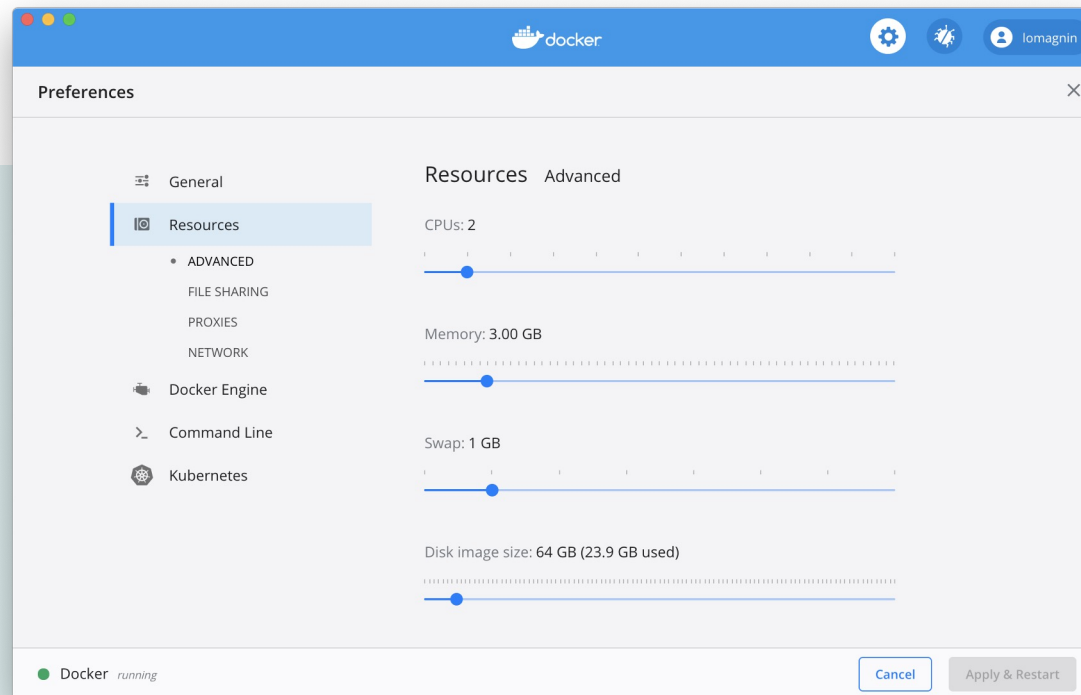 docker
lomagnin
Preferences
General
Resources
ADVANCED
FILE SHARING
PROXIES
NETWORK
Docker Engine
Command Line
Kubernetes
Resources Advanced
CPUs: 2
Memory: 3.00 GB
Swap: 1 GB
Disk image size: 64 GB (23.9 GB used)
Docker running
Cancel
Apply & Restart